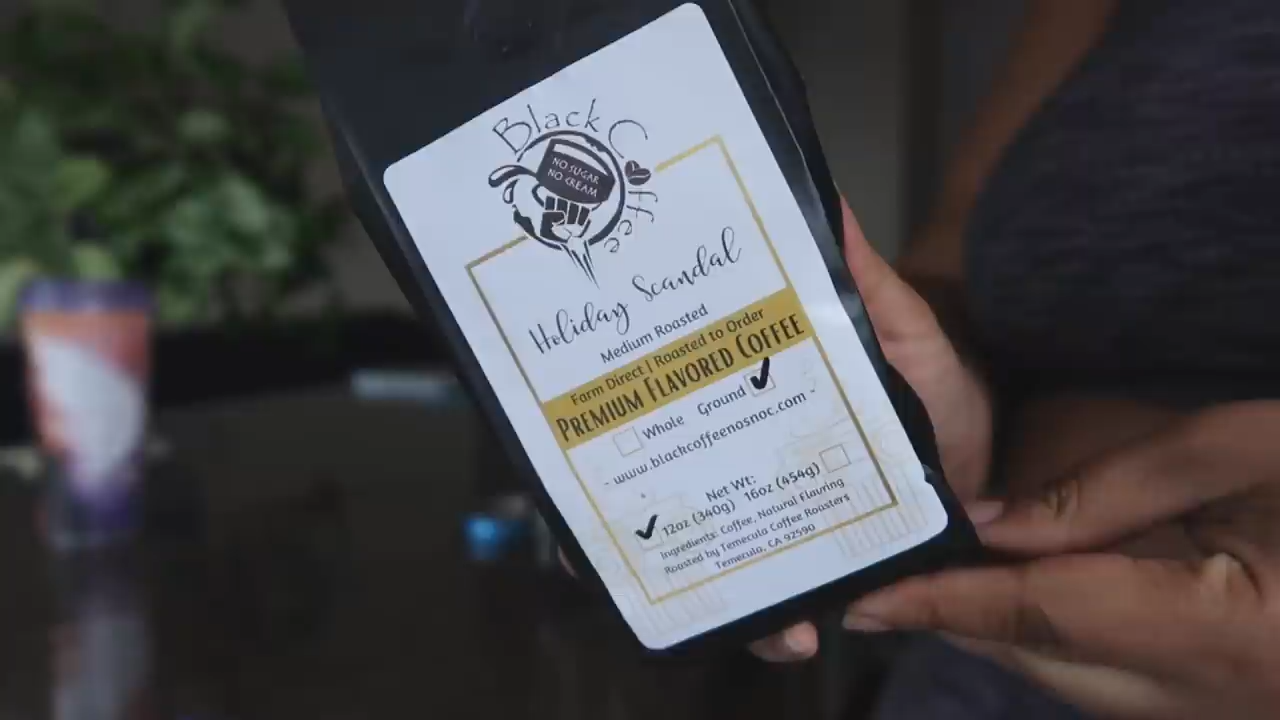 Black Coffee
NO SUGAR
NO CREAM
Holiday Scandal
Medium Roasted
Farm Direct | Roasted to Order
PREMIUM FLAVORED COFFEE
Whole Ground
- www.blackcoffeenosnoc.com -
Net Wt:
12oz (340g) 16oz (454g)
Ingredients: Coffee, Natural Flavring
Roasted by Temecula Coffee Roasters
Temecula, CA 92590